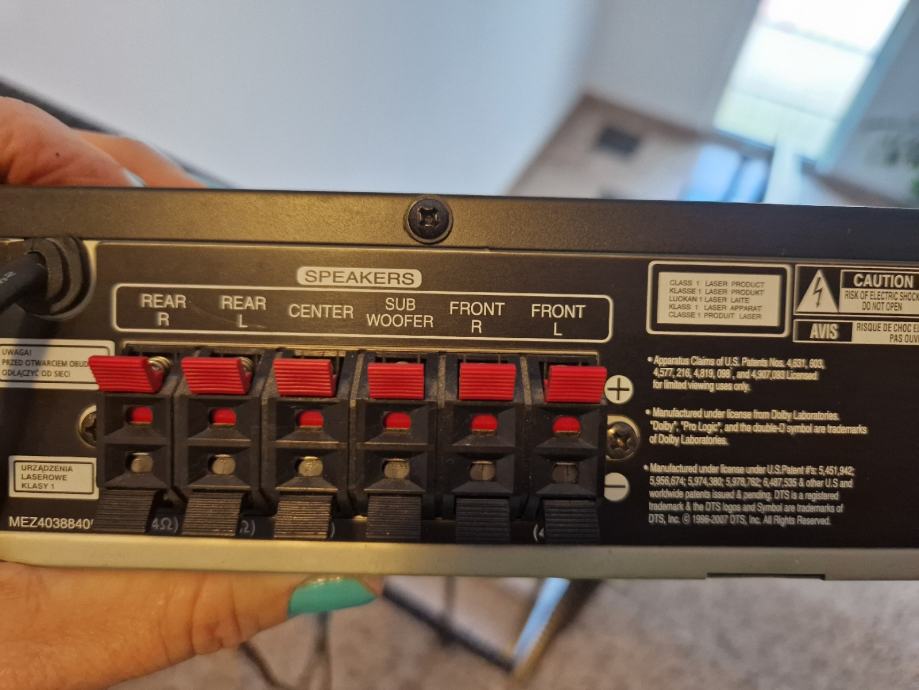 SPEAKERS
REAR
R
REAR
L
CENTER
SUB
WOOFER
FRONT
R
FRONT
L
+
−
UWAGA!
PRZED OTWARCIEM OBUD
ODŁĄCZYĆ OD SIECI
URZĄDZENIA
LASEROWE
KLASY 1
MEZ4038840
4Ω)
Ω)
(
CLASS 1 LASER PRODUCT
KLASSE 1 LASER PRODUKT
LUOKAN 1 LASER LAITE
KLASS 1 LASER APPARAT
CLASSE 1 PRODUIT LASER
CAUTION
RISK OF ELECTRIC SHOC
DO NOT OPEN
AVIS
RISQUE DE CHOC
PAS OUV
• Apparatus Claims of U.S. Patents Nos. 4,631, 603,
4,577, 216, 4,819, 098 , and 4,907,093 Licensed
for limited viewing uses only.
• Manufactured under license from Dolby Laboratories.
"Dolby", "Pro Logic", and the double-D symbol are trademarks
of Dolby Laboratories.
• Manufactured under license under U.S.Patent #'s: 5,451,942;
5,956,674; 5,974,380; 5,978,762; 6,487,535 & other U.S and
worldwide patents issued & pending. DTS is a registered
trademark & the DTS logos and Symbol are trademarks of
DTS, Inc. © 1996-2007 DTS, Inc. All Rights Reserved.